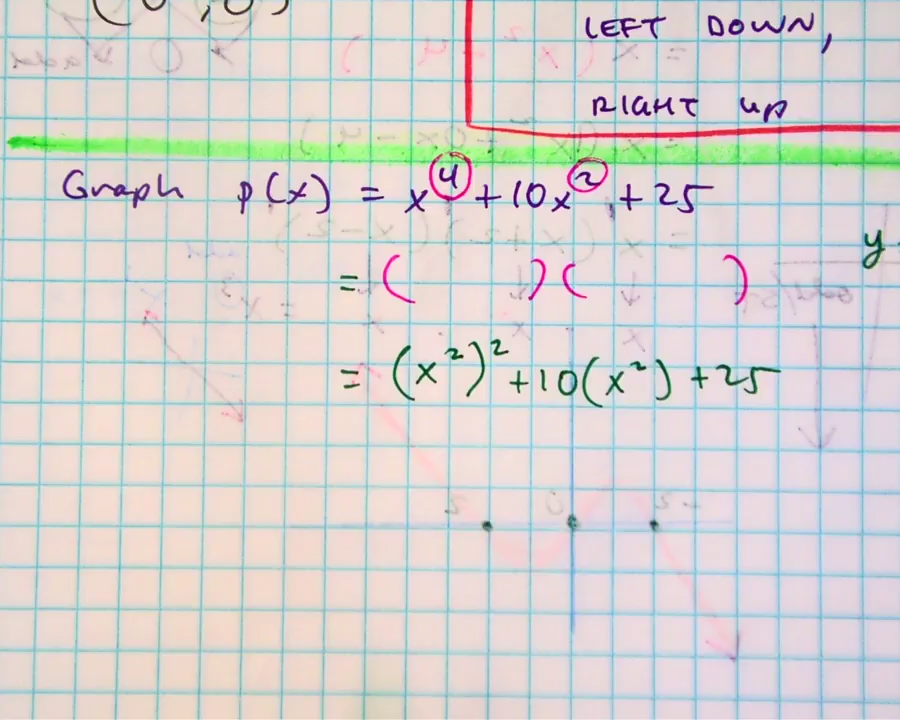 LEFT DOWN,
RIGHT UP
Graph p(x) = x⁴ + 10x² + 25
= ( ) ( )
= (x²)² + 10(x²) + 25
y